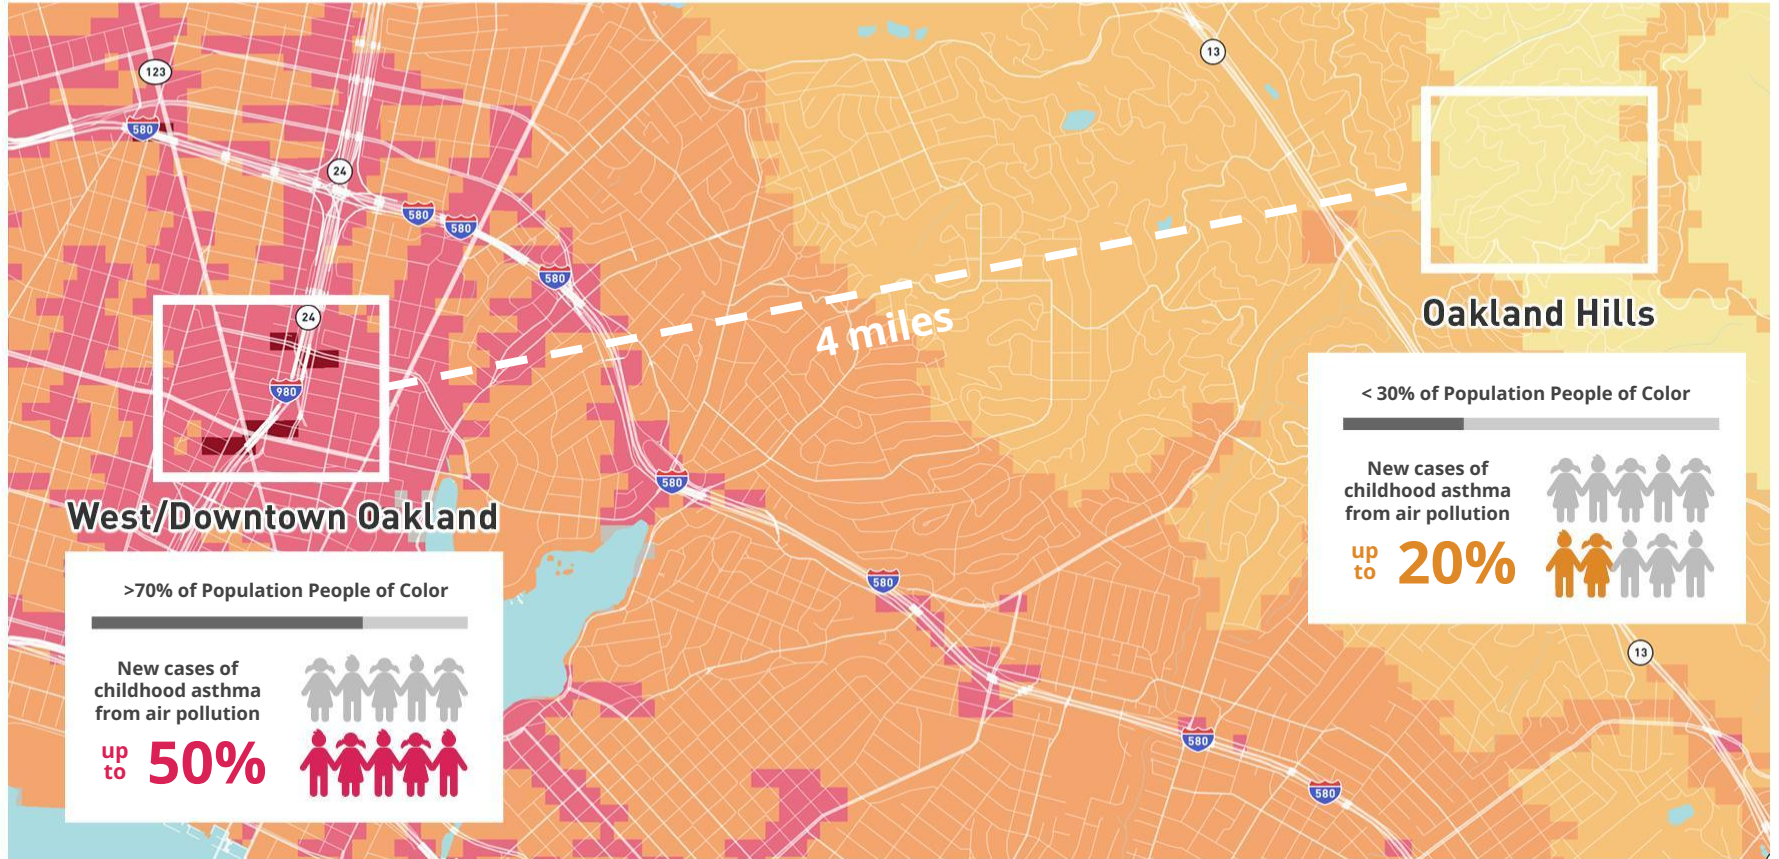 13
123
580
24
580
580
580
24
4 miles
Oakland Hills
980
< 30% of Population People of Color
New cases of
childhood asthma
from air pollution
up
to
20%
580
West/Downtown Oakland
>70% of Population People of Color
New cases of
childhood asthma
from air pollution
up
to
50%
580
13
580
580